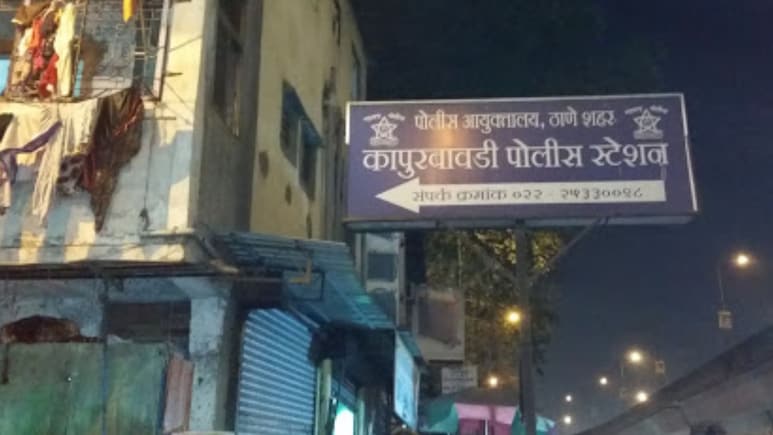 पोलीस आयुक्तालय, ठाणे शहर
कापुरबावडी पोलीस स्टेशन
संपर्क क्रमांक ०२२ - २५३३००१८